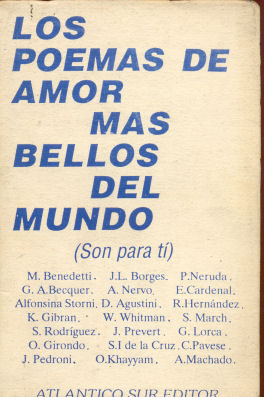 LOS
POEMAS DE
AMOR
MAS
BELLOS
DEL
MUNDO
(Son para tí)
M. Benedetti. J.L. Borges. P.Neruda.
G. A.Becquer. A. Nervo. E.Cardenal.
Alfonsina Storni. D. Agustini. R.Hernández.
K. Gibran. W. Whitman. S. March.
S. Rodríguez. J. Prevert. G. Lorca.
O. Girondo. S.I de la Cruz. C.Pavese.
J. Pedroni. O.Khayyam. A.Machado.
ATLANTICO SUR EDITOR